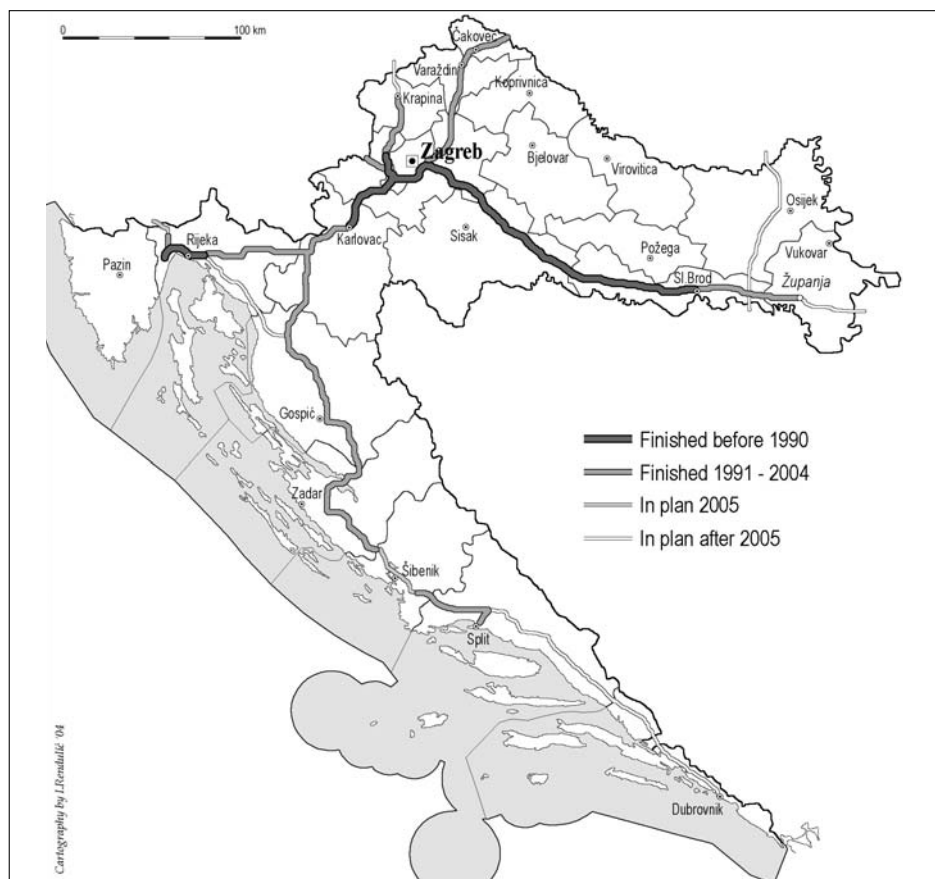 0 100 km
Čakovec
Varaždin
Krapina
Koprivnica
Zagreb
Bjelovar
Virovitica
Osijek
Rijeka
Karlovac
Sisak
Požega
Vukovar
Pazin
Sl.Brod
Županja
Gospić
Zadar
Šibenik
Split
Dubrovnik
Finished before 1990
Finished 1991 - 2004
In plan 2005
In plan after 2005
Cartography by I.Rendulić '04